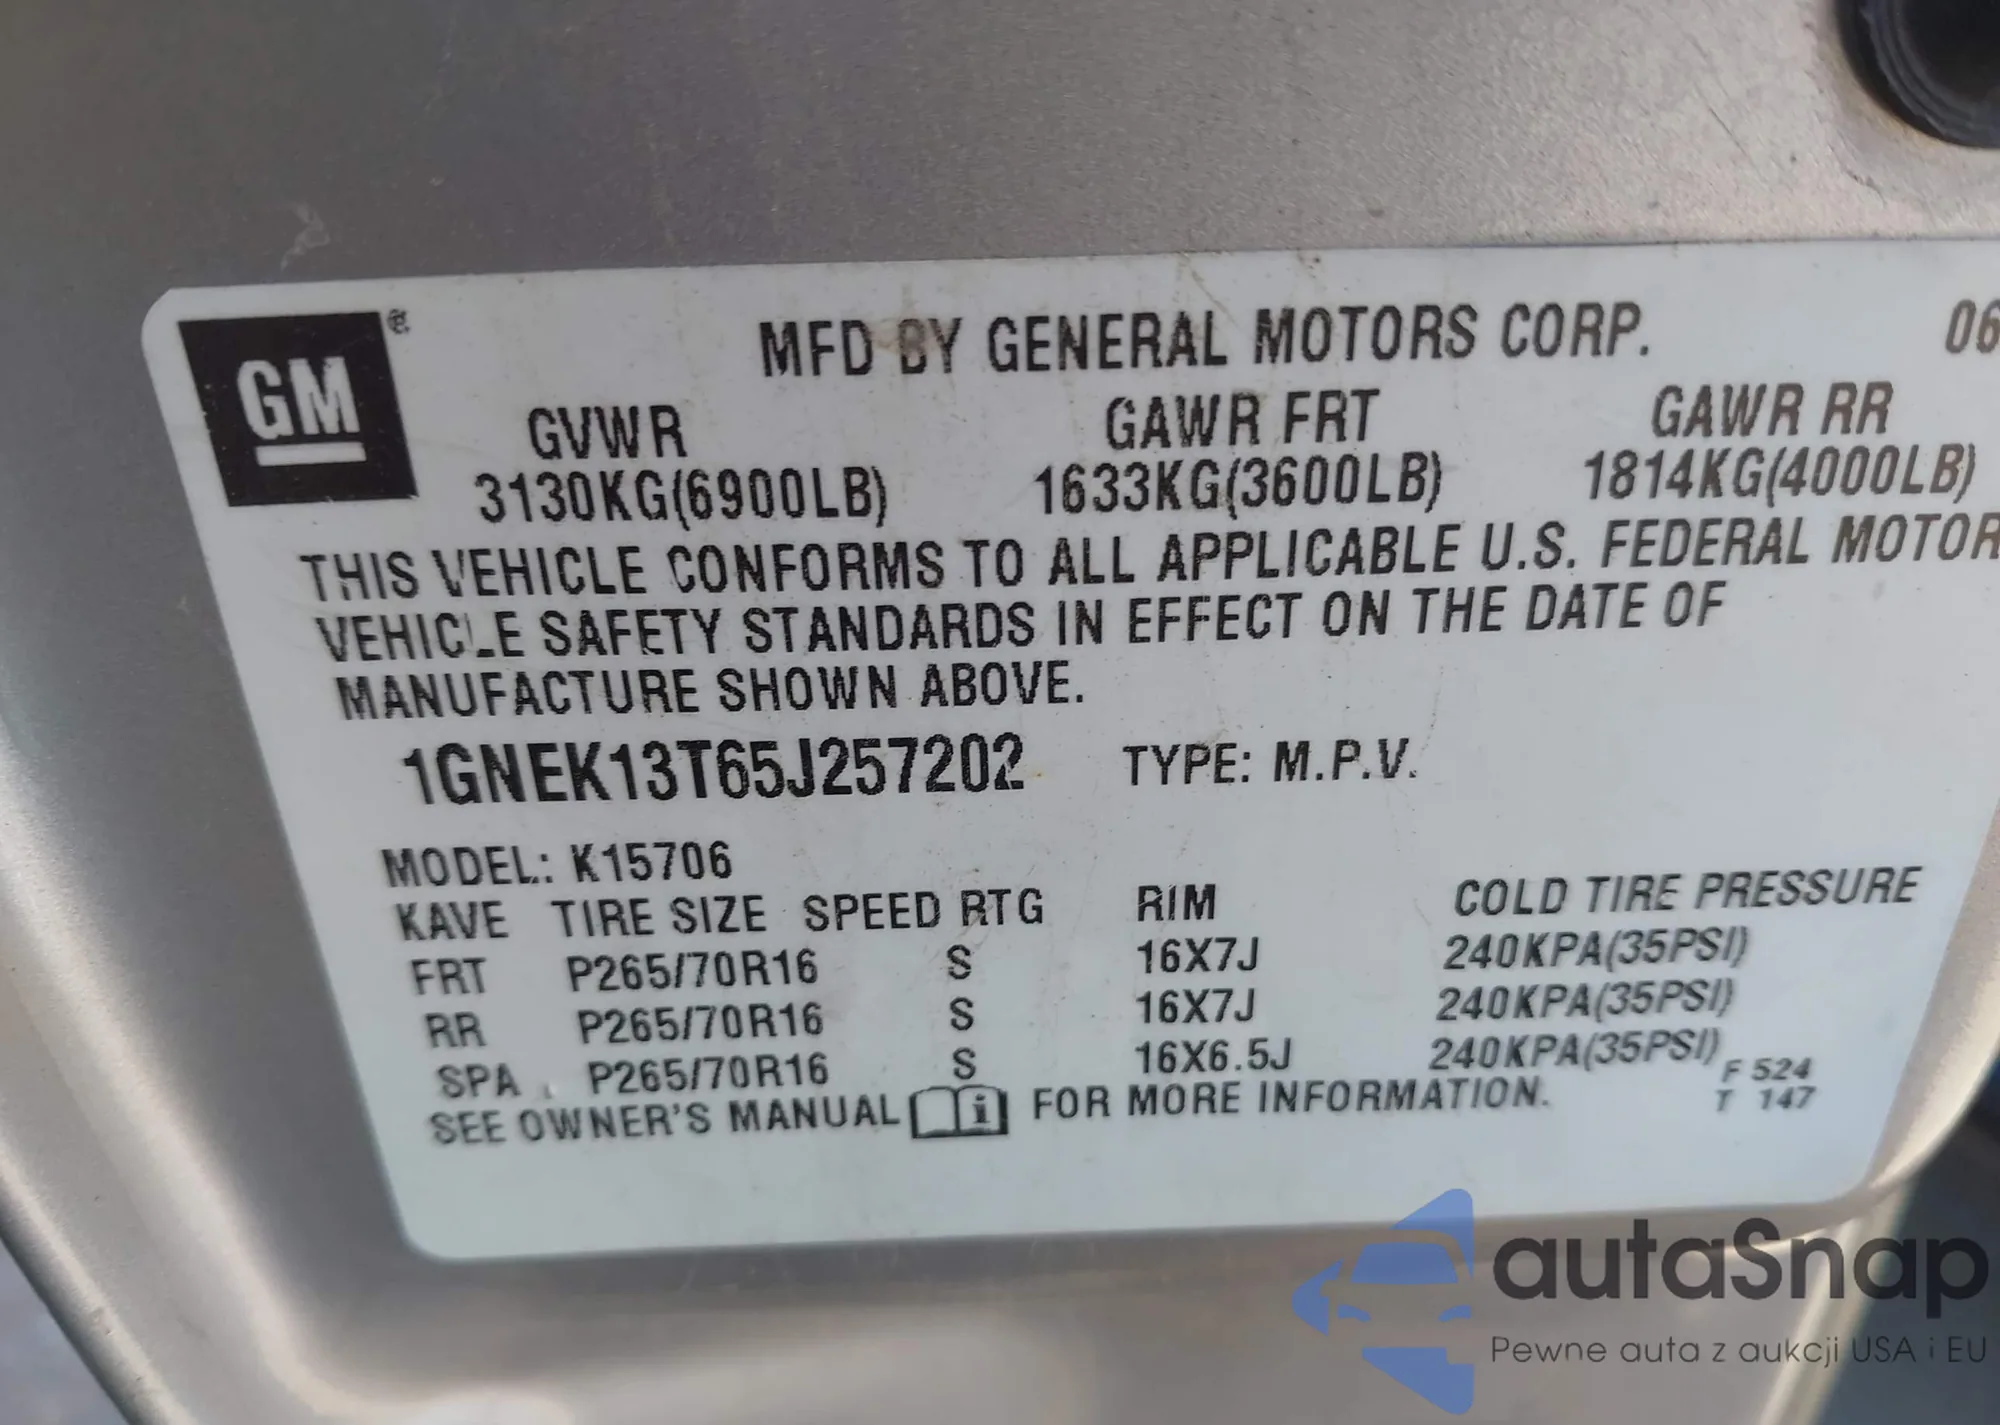 GM
MFD BY GENERAL MOTORS CORP. 06
GVWR GAWR FRT GAWR RR
3130KG(6900LB) 1633KG(3600LB) 1814KG(4000LB)
THIS VEHICLE CONFORMS TO ALL APPLICABLE U.S. FEDERAL MOTOR
VEHICLE SAFETY STANDARDS IN EFFECT ON THE DATE OF
MANUFACTURE SHOWN ABOVE.
1GNEK13T65J257202 TYPE: M.P.V.
MODEL: K15706
KAVE TIRE SIZE SPEED RTG RIM COLD TIRE PRESSURE
FRT P265/70R16 S 16X7J 240KPA(35PSI)
RR P265/70R16 S 16X7J 240KPA(35PSI)
SPA P265/70R16 S 16X6.5J 240KPA(35PSI)
F 524
SEE OWNER'S MANUAL i FOR MORE INFORMATION. T 147
autaSnap
Pewne auta z aukcji USA i EU